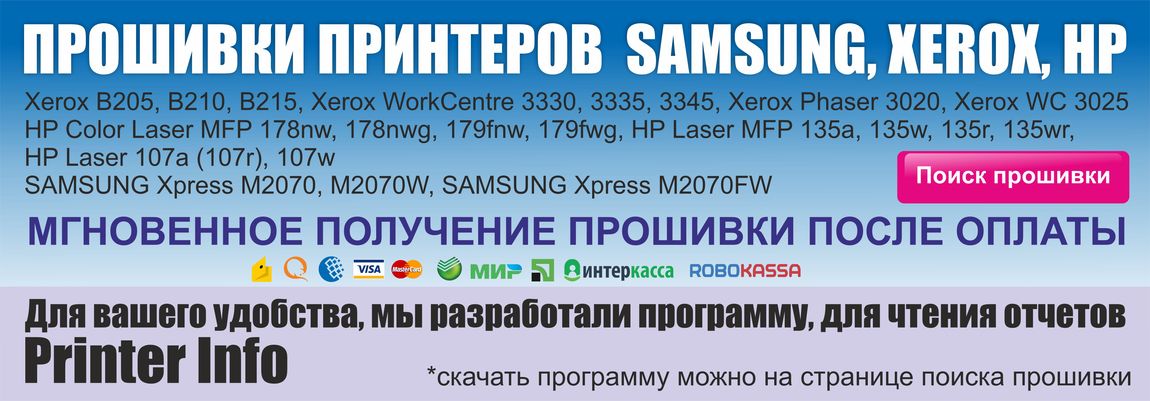 ПРОШИВКИ ПРИНТЕРОВ SAMSUNG, XEROX, HP
Xerox B205, B210, B215, Xerox WorkCentre 3330, 3335, 3345, Xerox Phaser 3020, Xerox WC 3025
HP Color Laser MFP 178nw, 178nwg, 179fnw, 179fwg, HP Laser MFP 135a, 135w, 135r, 135wr,
HP Laser 107a (107r), 107w
SAMSUNG Xpress M2070, M2070W, SAMSUNG Xpress M2070FW
Поиск прошивки
МГНОВЕННОЕ ПОЛУЧЕНИЕ ПРОШИВКИ ПОСЛЕ ОПЛАТЫ
VISA MasterCard МИР интеркасса ROBOKASSA
Для вашего удобства, мы разработали программу, для чтения отчетов
Printer Info
*скачать программу можно на странице поиска прошивки